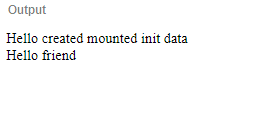 Output
Hello created mounted init data
Hello friend